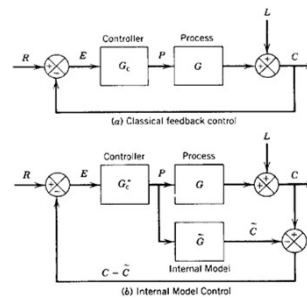 Controller Process L
R E G_c P G C
(a) Classical feedback control
L
Controller Process
R E G_c* P G C
G̃ C̃
Internal Model
C − C̃
(b) Internal Model Control